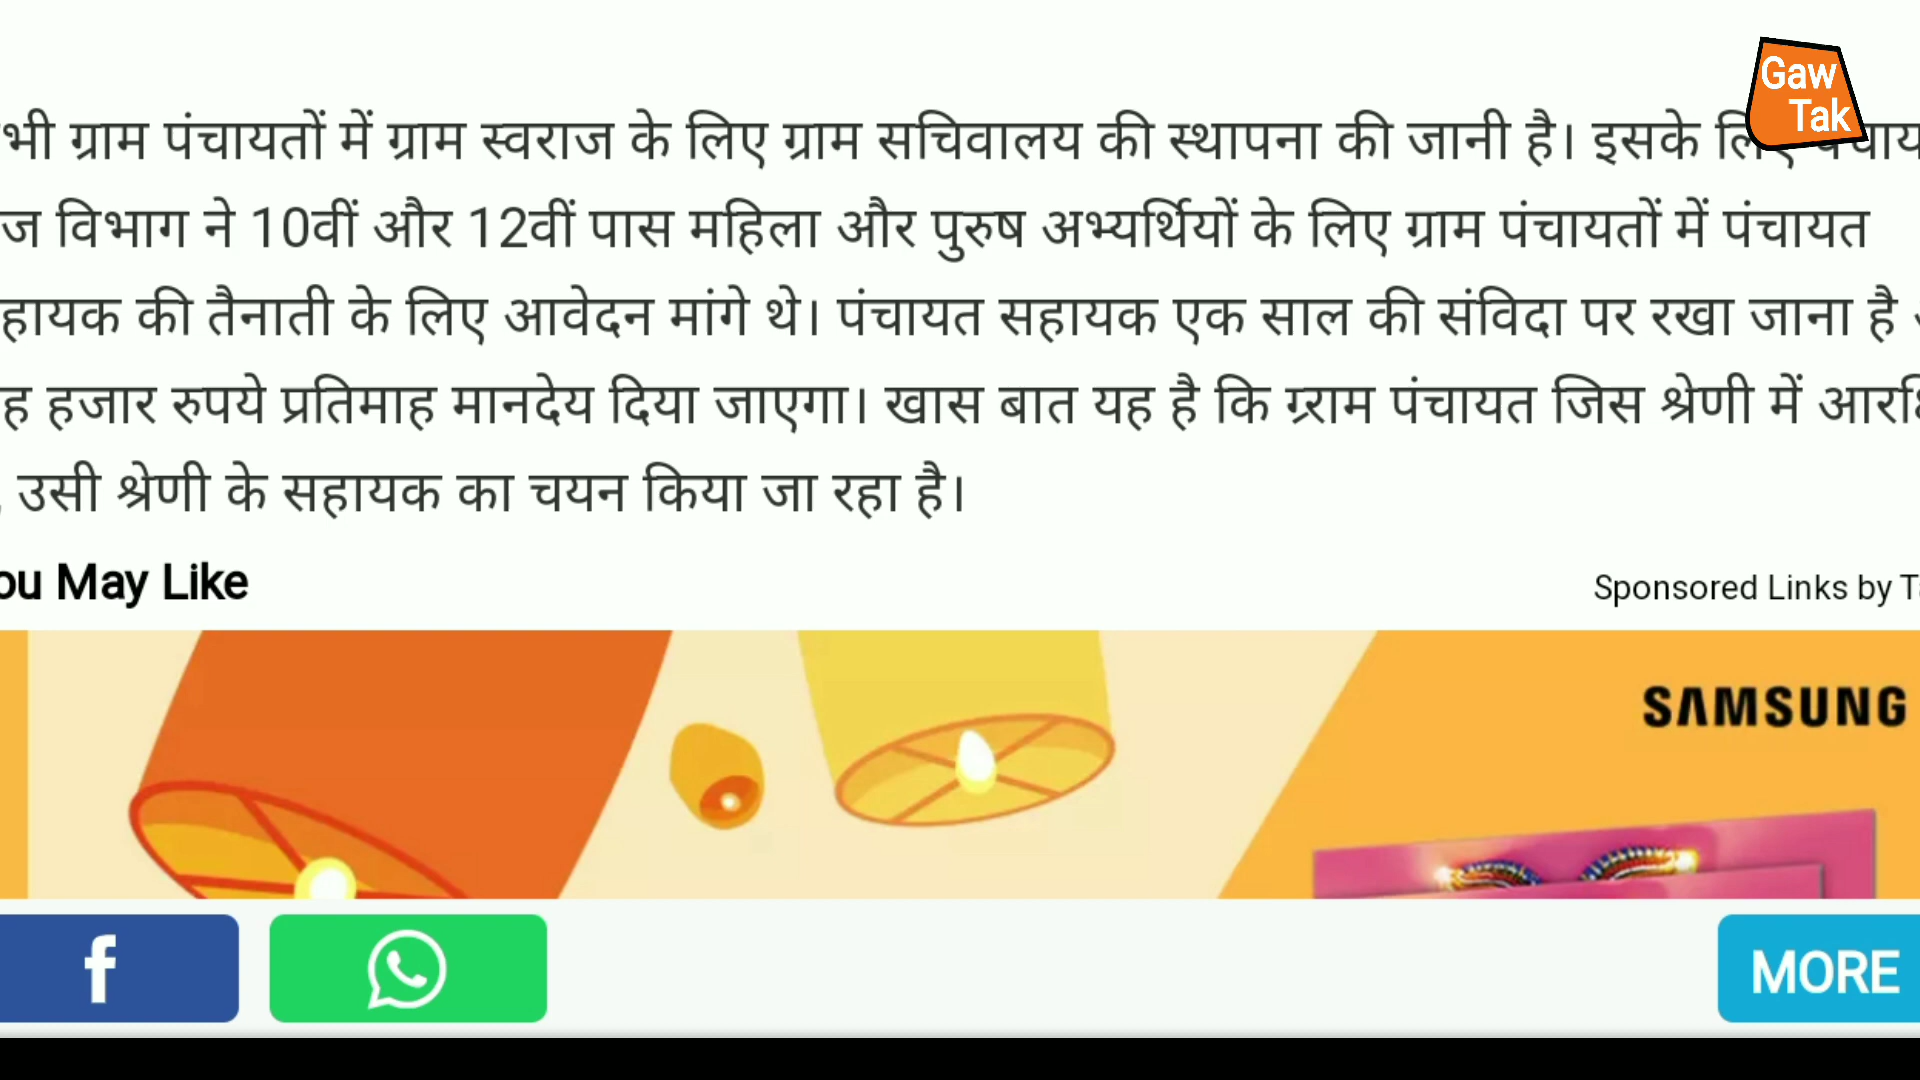 Gaw
Tak
भी ग्राम पंचायतों में ग्राम स्वराज के लिए ग्राम सचिवालय की स्थापना की जानी है। इसके
ज विभाग ने 10वीं और 12वीं पास महिला और पुरुष अभ्यर्थियों के लिए ग्राम पंचायतों में पंचायत
हायक की तैनाती के लिए आवेदन मांगे थे। पंचायत सहायक एक साल की संविदा पर रखा जाना है
ह हजार रुपये प्रतिमाह मानदेय दिया जाएगा। खास बात यह है कि ग्र्राम पंचायत जिस श्रेणी में
, उसी श्रेणी के सहायक का चयन किया जा रहा है।
ou May Like
Sponsored Links by
SAMSUNG
f
MORE